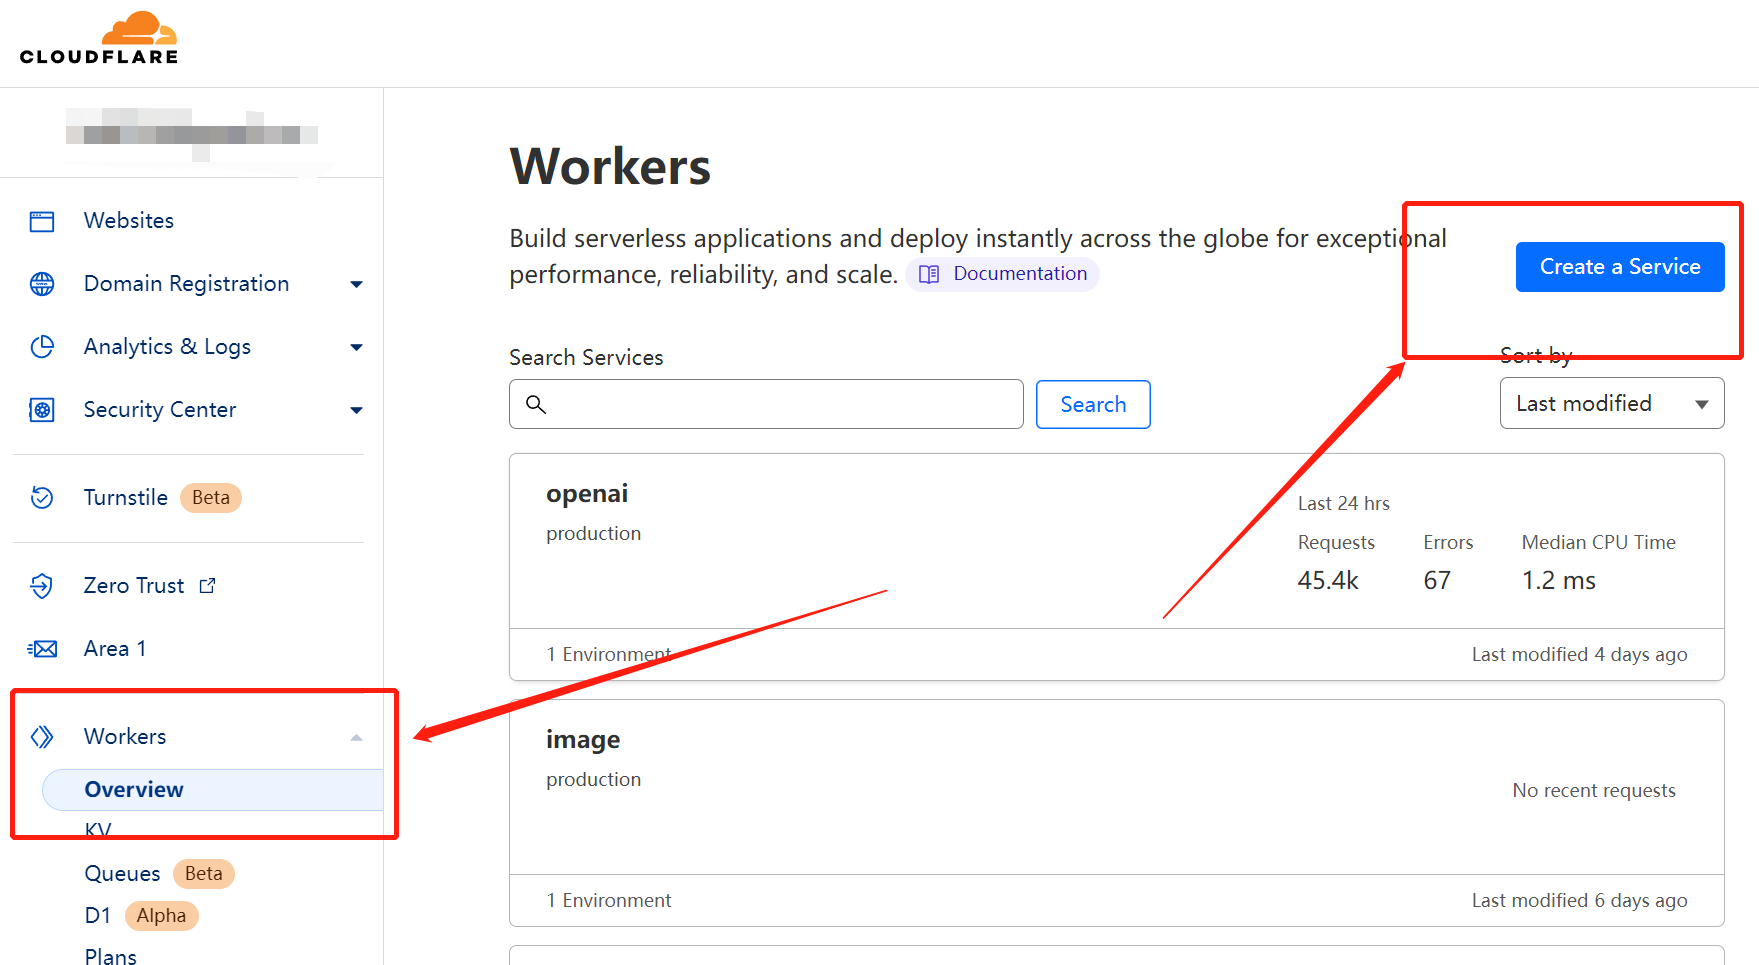 CLOUDFLARE
Websites
Domain Registration
Analytics & Logs
Security Center
Turnstile Beta
Zero Trust
Area 1
Workers
Overview
KV
Queues Beta
D1 Alpha
Plans
Workers
Build serverless applications and deploy instantly across the globe for exceptional
performance, reliability, and scale. Documentation
Create a Service
Search Services
Search
Sort by
Last modified
openai
production
Last 24 hrs
Requests Errors Median CPU Time
45.4k 67 1.2 ms
1 Environment Last modified 4 days ago
image
production
No recent requests
1 Environment Last modified 6 days ago